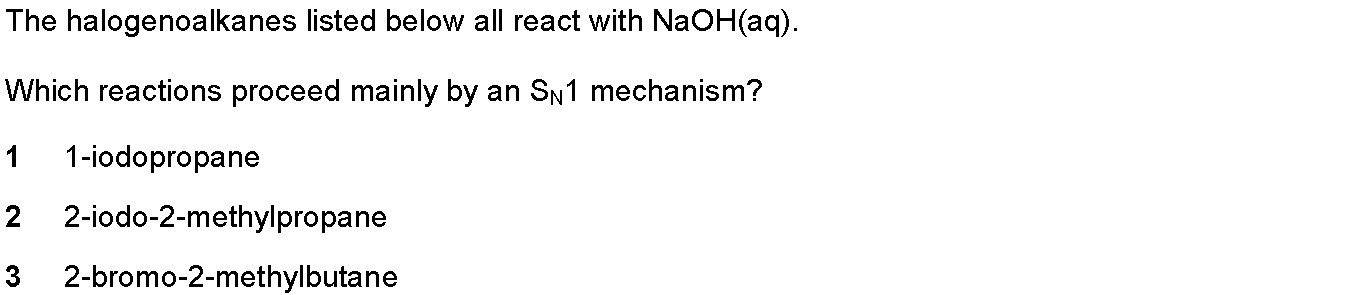 The halogenoalkanes listed below all react with NaOH(aq).
Which reactions proceed mainly by an S_N1 mechanism?
1 1-iodopropane
2 2-iodo-2-methylpropane
3 2-bromo-2-methylbutane